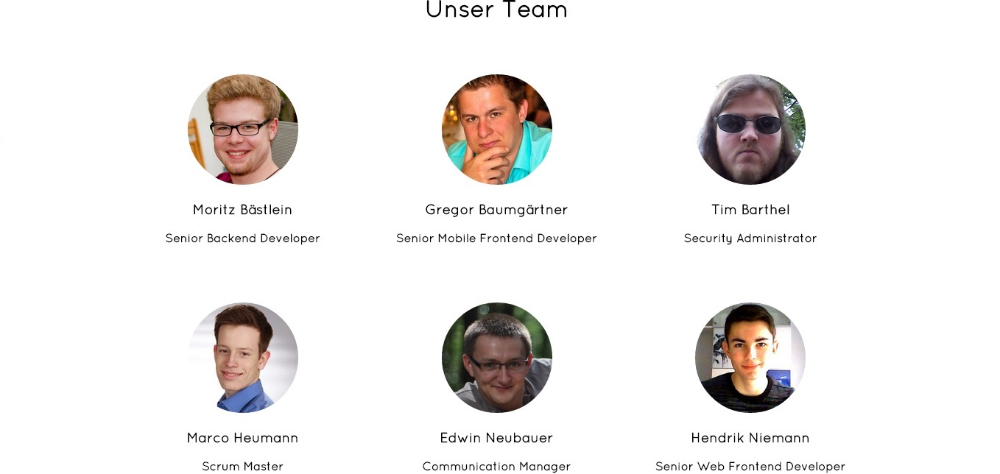 Unser Team
Moritz Bästlein
Gregor Baumgärtner
Tim Barthel
Senior Backend Developer
Senior Mobile Frontend Developer
Security Administrator
Marco Heumann
Edwin Neubauer
Hendrik Niemann
Scrum Master
Communication Manager
Senior Web Frontend Developer